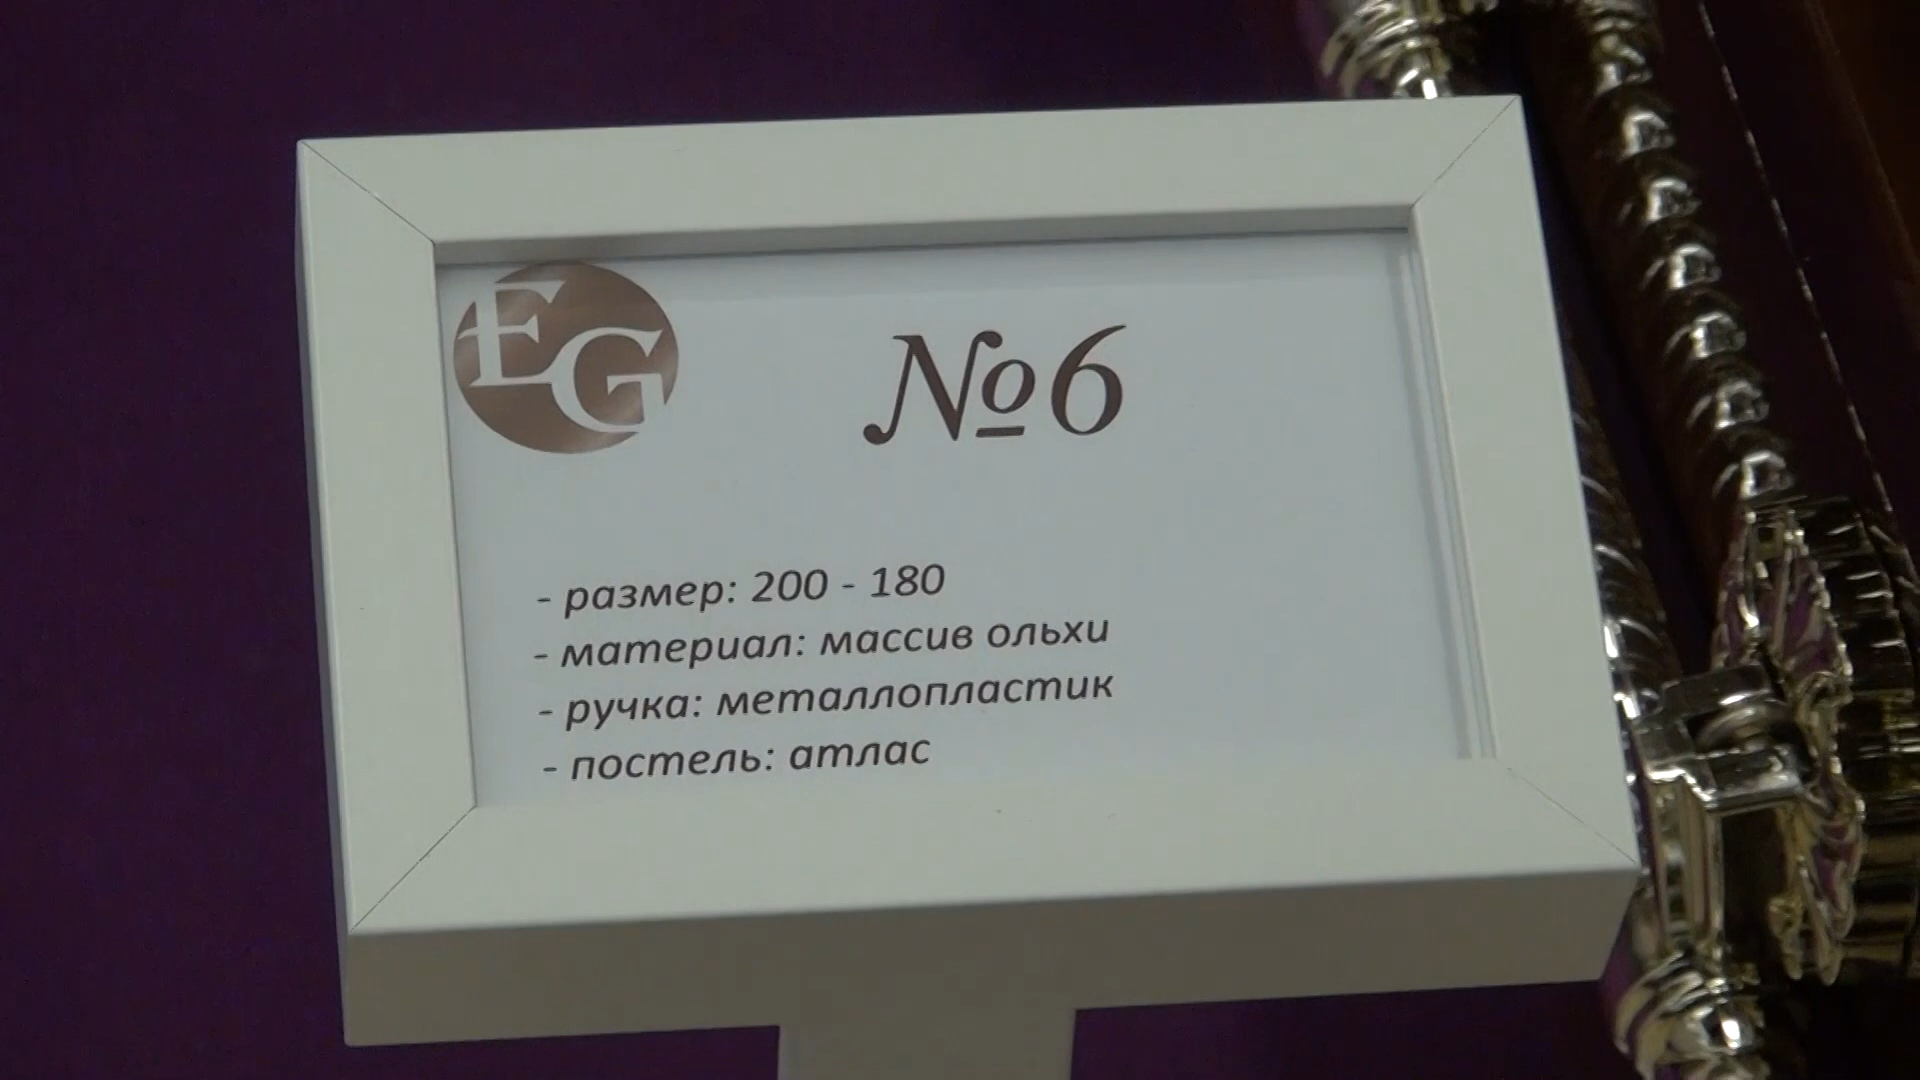 EG
№6
- размер: 200 - 180
- материал: массив ольхи
- ручка: металлопластик
- постель: атлас